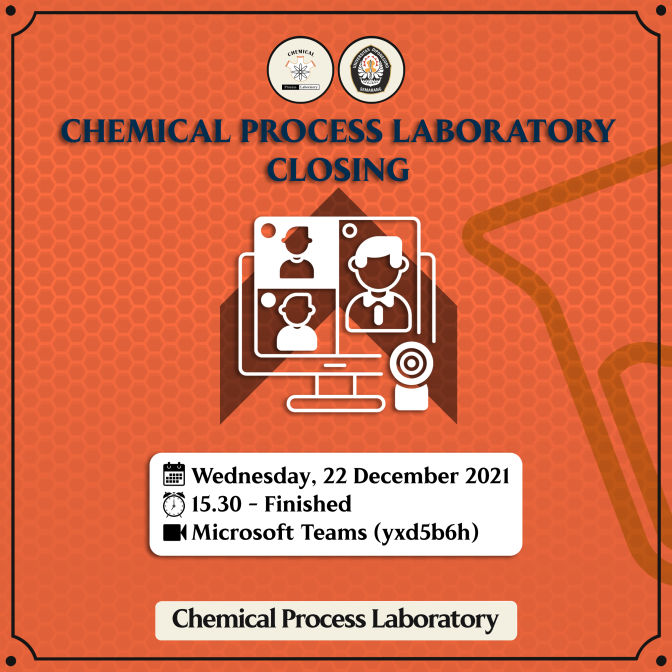 CHEMICAL
Process Laboratory
UNIVERSITAS DIPONEGORO
SEMARANG
CHEMICAL PROCESS LABORATORY
CLOSING
Wednesday, 22 December 2021
15.30 - Finished
Microsoft Teams (yxd5b6h)
Chemical Process Laboratory